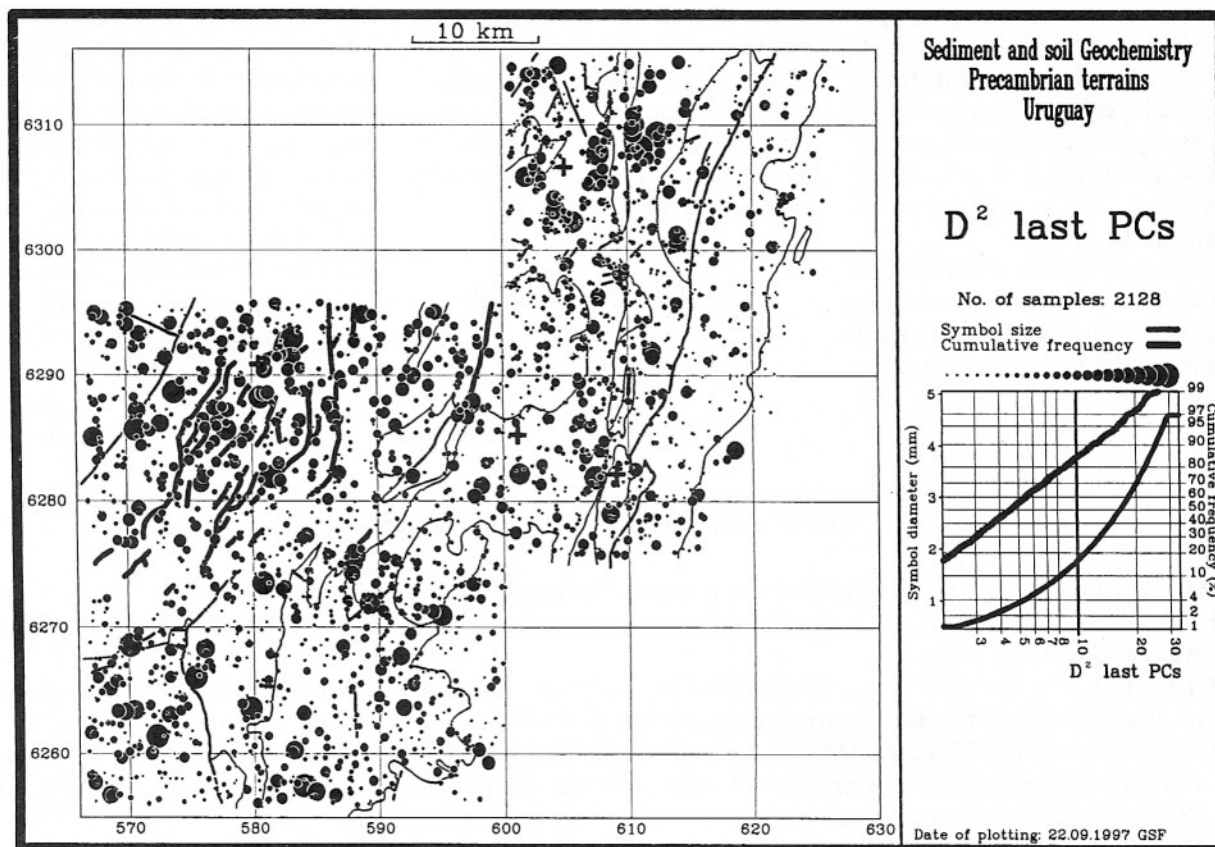 10 km
6310
6300
6290
6280
6270
6260
570 580 590 600 610 620 630
Sediment and soil Geochemistry
Precambrian terrains
Uruguay
D² last PCs
No. of samples: 2128
Symbol size
Cumulative frequency
Symbol diameter (mm)
5
4
3
2
1
99
97
95
90
80
70
60
50
40
30
20
10
4
2
1
Cumulative frequency (%)
3 4 5 6 7 8 10 20 30
D² last PCs
Date of plotting: 22.09.1997 GSF